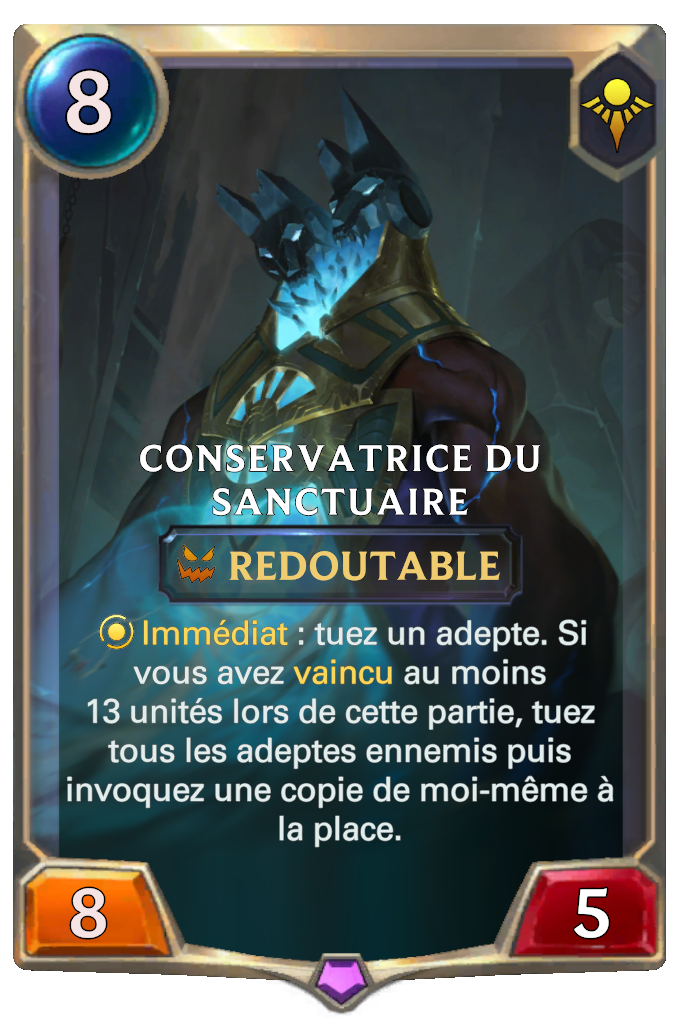 8
CONSERVATRICE DU
SANCTUAIRE
REDOUTABLE
Immédiat : tuez un adepte. Si
vous avez vaincu au moins
13 unités lors de cette partie, tuez
tous les adeptes ennemis puis
invoquez une copie de moi-même à
la place.
8
5